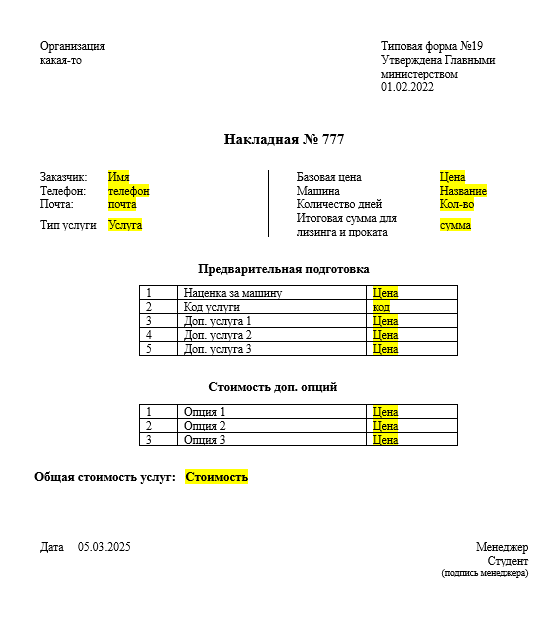 Организация
какая-то
Типовая форма №19
Утверждена Главными
министерством
01.02.2022
Накладная № 777
Заказчик: Имя
Телефон: телефон
Почта: почта
Тип услуги Услуга
Базовая цена Цена
Машина Название
Количество дней Кол-во
Итоговая сумма для
лизинга и проката сумма
Предварительная подготовка
1 Наценка за машину Цена
2 Код услуги код
3 Доп. услуга 1 Цена
4 Доп. услуга 2 Цена
5 Доп. услуга 3 Цена
Стоимость доп. опций
1 Опция 1 Цена
2 Опция 2 Цена
3 Опция 3 Цена
Общая стоимость услуг: Стоимость
Дата 05.03.2025
Менеджер
Студент
(подпись менеджера)